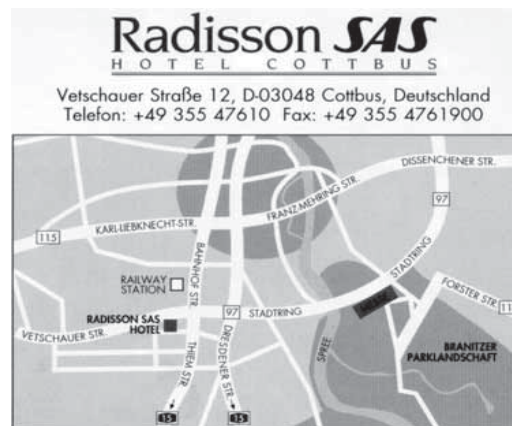 Radisson SAS
HOTEL COTTBUS
Vetschauer Straße 12, D-03048 Cottbus, Deutschland
Telefon: +49 355 47610 Fax: +49 355 4761900
DISSENCHENER STR.
97
FRANZ-MEHRING STR.
KARL-LIEBKNECHT-STR.
115
BAHNHOF STR.
STADTRING
RAILWAY
STATION
FORSTER STR.
97
STADTRING
RADISSON SAS
HOTEL
VETSCHAUER STR.
BRANITZER
PARKLANDSCHAFT
THIEM STR.
DRESDENER STR.
SPREE
15
15